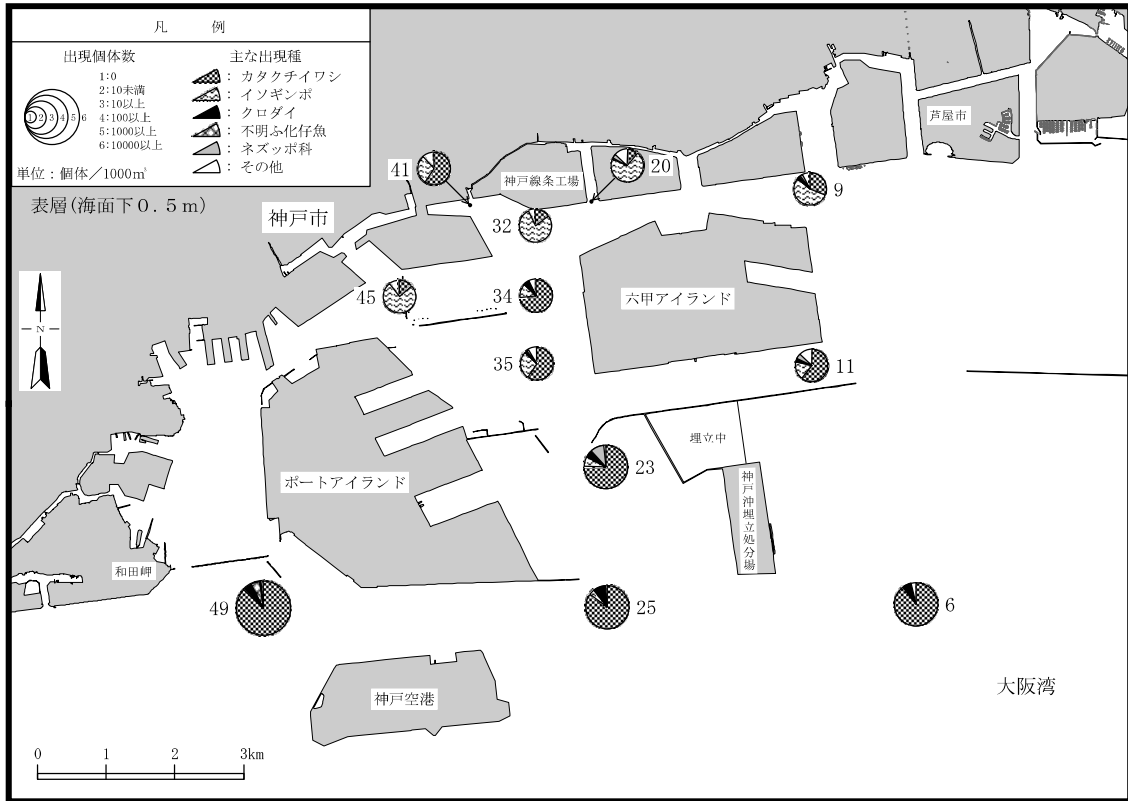 凡 例
出現個体数
1:0
2:10未満
3:10以上
4:100以上
5:1000以上
6:10000以上
1 2 3 4 5 6
単位：個体／1000㎥
主な出現種
：カタクチイワシ
：イソギンポ
：クロダイ
：不明ふ化仔魚
：ネズッポ科
：その他
表層(海面下０.５ｍ)
神戸市
芦屋市
神戸線条工場
41
20
9
32
45
34
六甲アイランド
35
11
埋立中
23
ポートアイランド
神戸沖埋立処分場
和田岬
49
25
6
神戸空港
大阪湾
N
0 1 2 3km